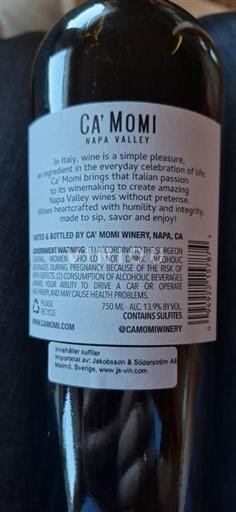 CA' MOMI
NAPA VALLEY
In Italy, wine is a simple pleasure,
an ingredient in the everyday celebration of life.
Ca' Momi brings that Italian passion
to its winemaking to create amazing
Napa Valley wines without pretense.
Wines heartcrafted with humility and integrity,
made to sip, savor and enjoy!
VINTED & BOTTLED BY CA' MOMI WINERY, NAPA, CA
GOVERNMENT WARNING: (1) ACCORDING TO THE SURGEON
GENERAL, WOMEN SHOULD NOT DRINK ALCOHOLIC
BEVERAGES DURING PREGNANCY BECAUSE OF THE RISK OF
BIRTH DEFECTS. (2) CONSUMPTION OF ALCOHOLIC BEVERAGES
IMPAIRS YOUR ABILITY TO DRIVE A CAR OR OPERATE
MACHINERY, AND MAY CAUSE HEALTH PROBLEMS.
PLEASE
RECYCLE
750 ML - ALC. 13.9% BY VOL.
CONTAINS SULFITES
WWW.CAMOMI.COM
@CAMOMIWINERY
Innehåller sulfiter
Importerat av: Jakobsson & Söderström AB
Malmö, Sverige, www.js-vin.com